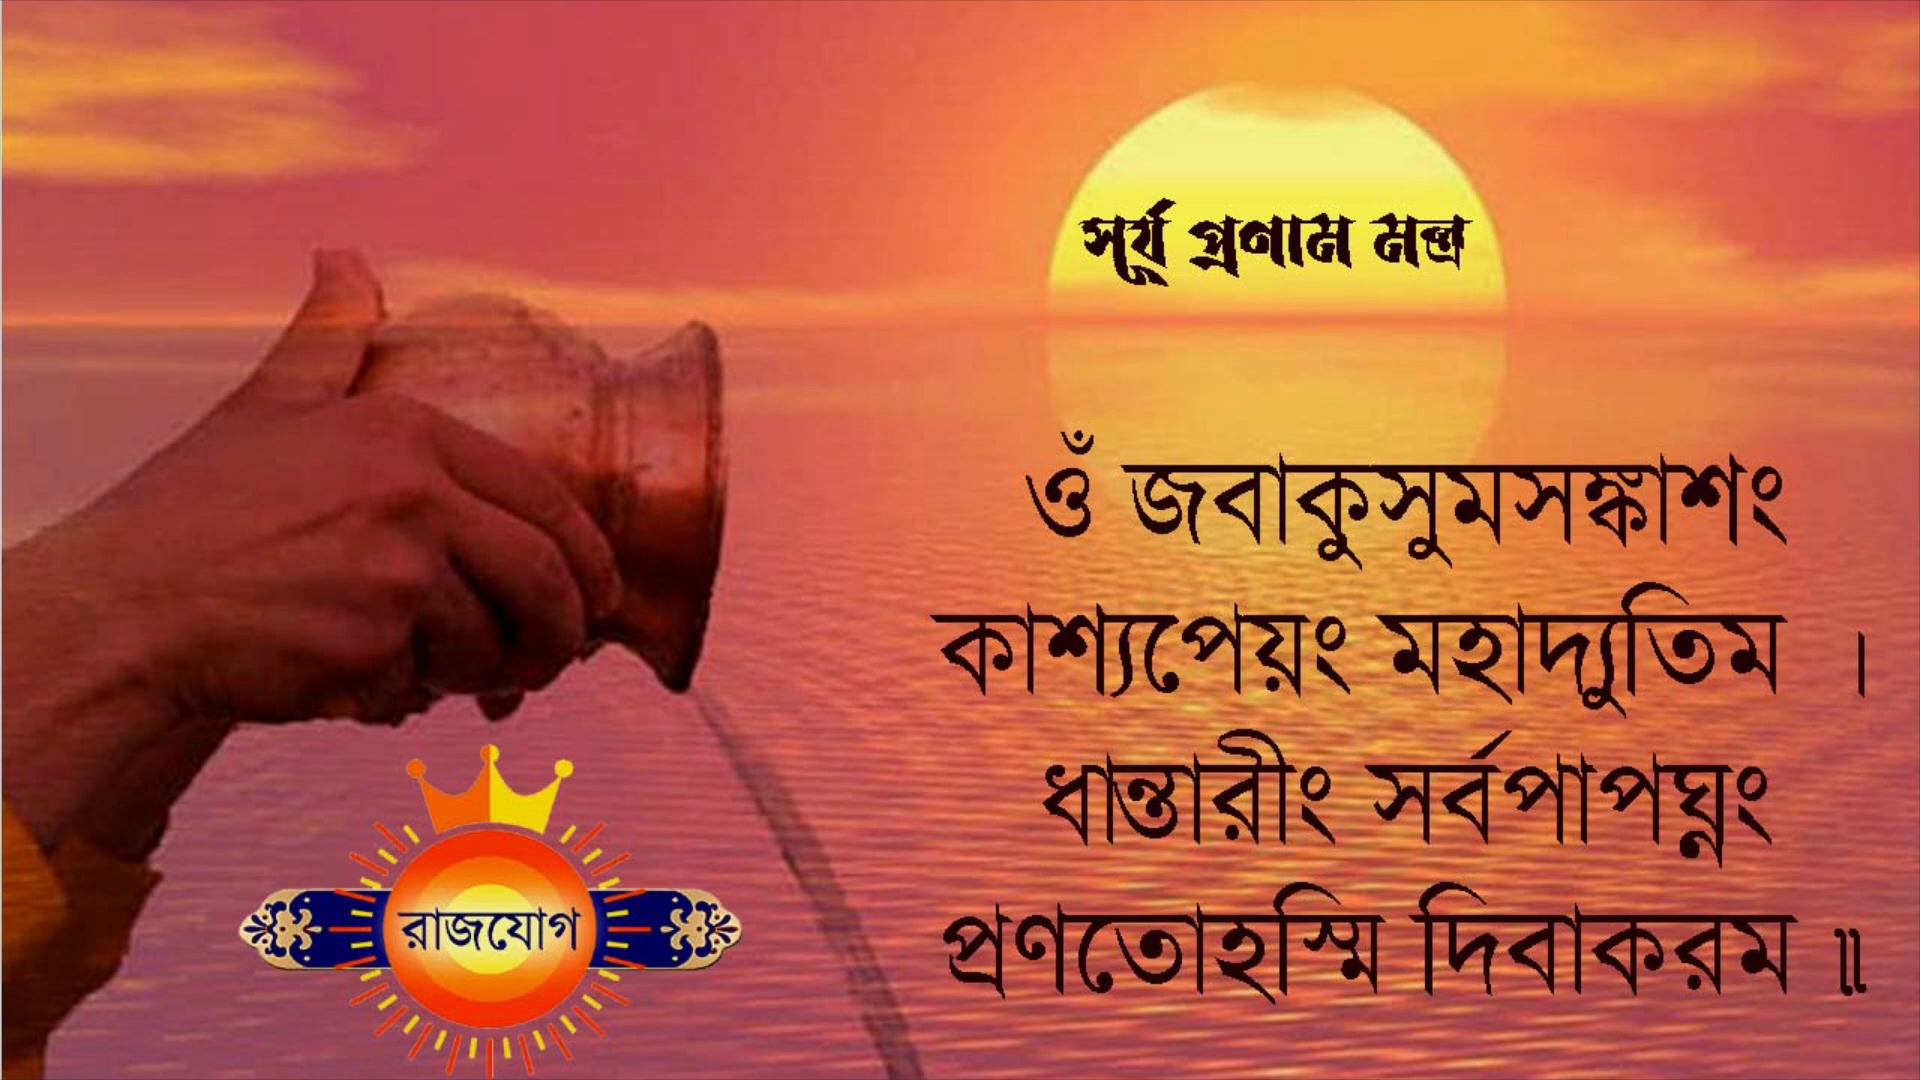 সূর্য প্রণাম মন্ত্র
ওঁ জবাকুসুমসঙ্কাশং
কাশ্যপেয়ং মহাদ্যুতিম ।
ধান্তারীং সর্বপাপঘ্নং
প্রণতোহস্মি দিবাকরম ॥
রাজযোগ